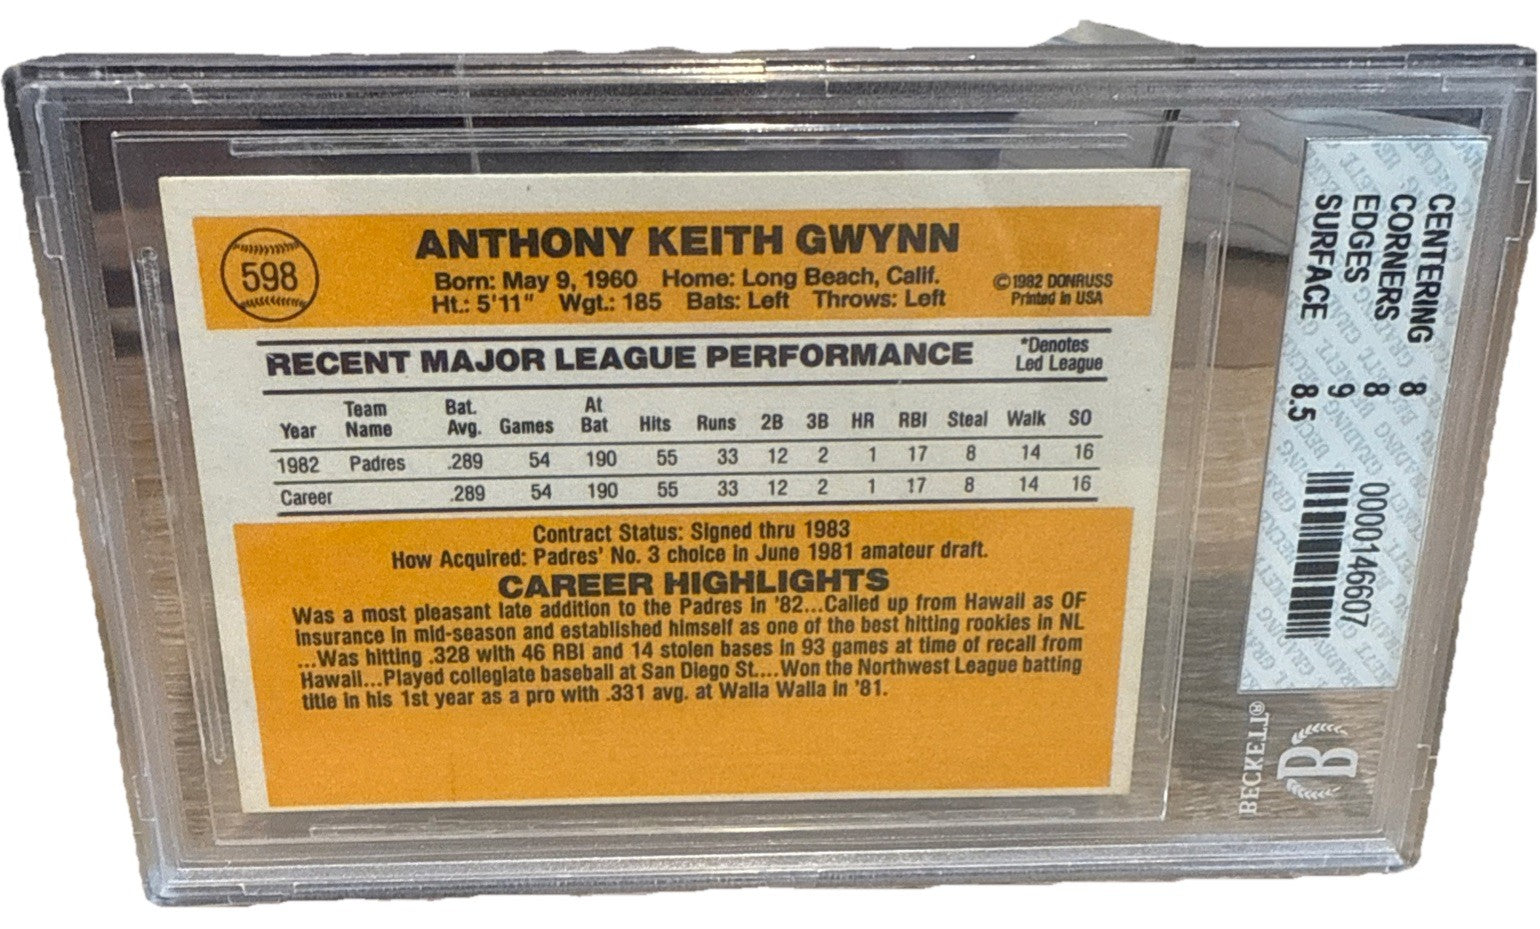 598
ANTHONY KEITH GWYNN
Born: May 9, 1960 Home: Long Beach, Calif.
Ht.: 5'11" Wgt.: 185 Bats: Left Throws: Left
©1982 DONRUSS
Printed in USA
RECENT MAJOR LEAGUE PERFORMANCE
*Denotes
Led League
Year Team Name Bat. Avg. Games At Bat Hits Runs 2B 3B HR RBI Steal Walk SO
1982 Padres .289 54 190 55 33 12 2 1 17 8 14 16
Career .289 54 190 55 33 12 2 1 17 8 14 16
Contract Status: Signed thru 1983
How Acquired: Padres' No. 3 choice in June 1981 amateur draft.
CAREER HIGHLIGHTS
Was a most pleasant late addition to the Padres in '82...Called up from Hawaii as OF
insurance in mid-season and established himself as one of the best hitting rookies in NL
...Was hitting .328 with 46 RBI and 14 stolen bases in 93 games at time of recall from
Hawaii...Played collegiate baseball at San Diego St....Won the Northwest League batting
title in his 1st year as a pro with .331 avg. at Walla Walla in '81.
CENTERING 8
CORNERS 8
EDGES 9
SURFACE 8.5
0000146607
BECKETT®
B